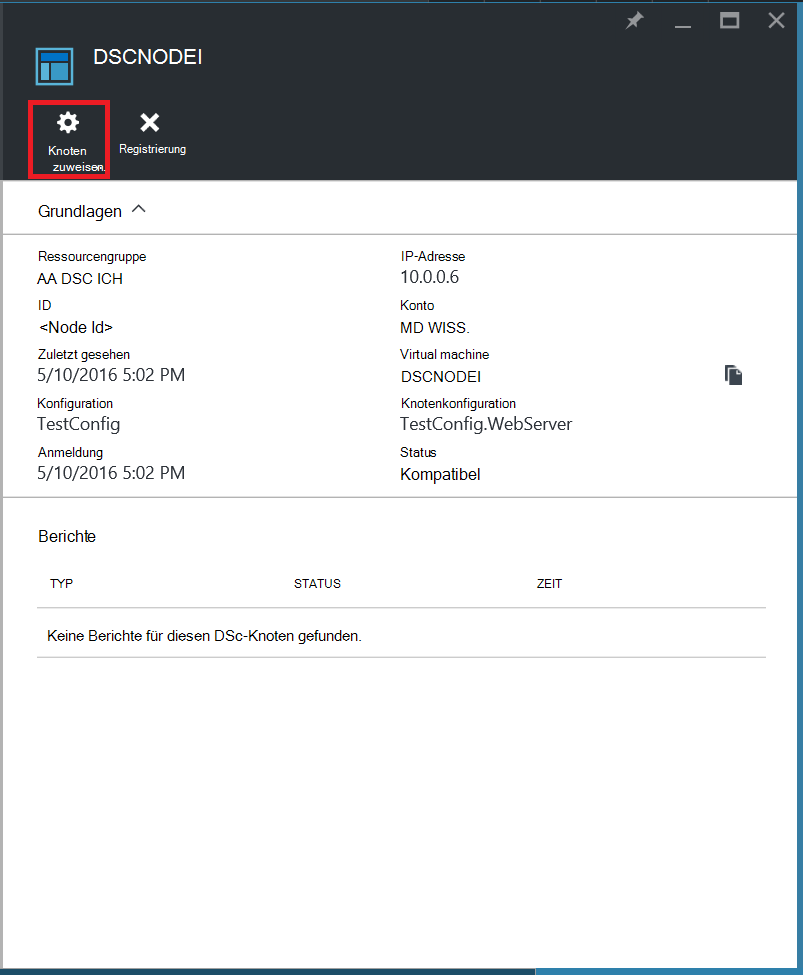 DSCNODEI
Knoten
zuweisen.
Registrierung
Grundlagen
Ressourcengruppe
AA DSC ICH
IP-Adresse
10.0.0.6
ID
<Node Id>
Konto
MD WISS.
Zuletzt gesehen
5/10/2016 5:02 PM
Virtual machine
DSCNODEI
Konfiguration
TestConfig
Knotenkonfiguration
TestConfig.WebServer
Anmeldung
5/10/2016 5:02 PM
Status
Kompatibel
Berichte
TYP STATUS ZEIT
Keine Berichte für diesen DSc-Knoten gefunden.